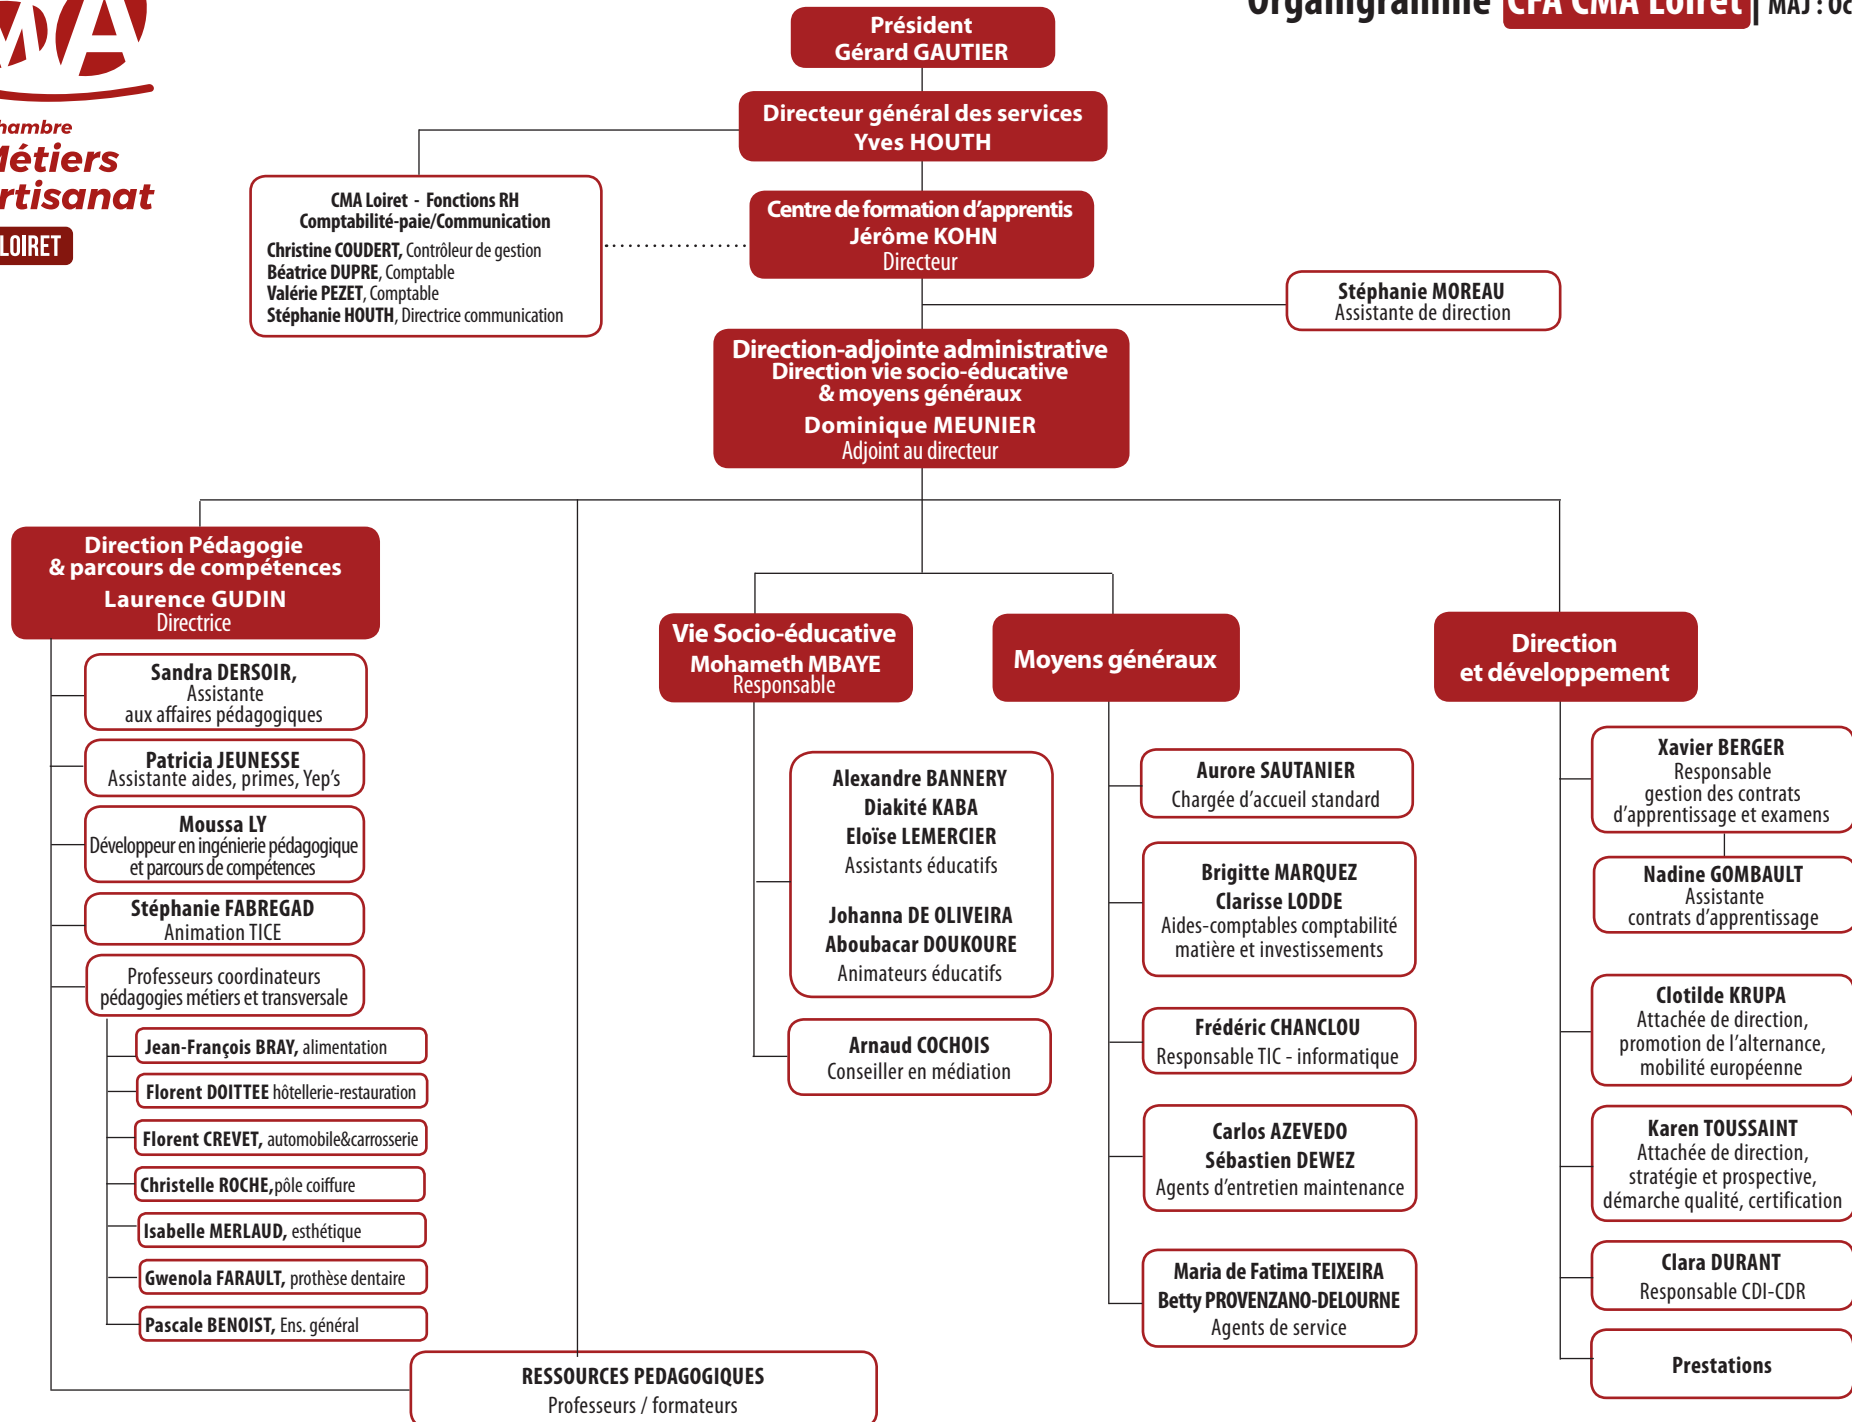 Organigramme CFA CMA Loiret | MAJ :
Métiers
LOIRET
Président
Gérard GAUTIER
Directeur général des services
Yves HOUTH
CMA Loiret - Fonctions RH
Comptabilité-paie/Communication
Christine COUDERT, Contrôleur de gestion
Béatrice DUPRE, Comptable
Valérie PEZET, Comptable
Stéphanie HOUTH, Directrice communication
Centre de formation d'apprentis
Jérôme KOHN
Directeur
Stéphanie MOREAU
Assistante de direction
Direction-adjointe administrative
Direction vie socio-éducative
& moyens généraux
Dominique MEUNIER
Adjoint au directeur
Direction Pédagogie
& parcours de compétences
Laurence GUDIN
Directrice
Sandra DERSOIR,
Assistante
aux affaires pédagogiques
Patricia JEUNESSE
Assistante aides, primes, Yep's
Moussa LY
Développeur en ingénierie pédagogique
et parcours de compétences
Stéphanie FABREGAD
Animation TICE
Professeurs coordinateurs
pédagogies métiers et transversale
Jean-François BRAY, alimentation
Florent DOITTEE hôtellerie-restauration
Florent CREVET, automobile&carrosserie
Christelle ROCHE,pôle coiffure
Isabelle MERLAUD, esthétique
Gwenola FARAULT, prothèse dentaire
Pascale BENOIST, Ens. général
RESSOURCES PEDAGOGIQUES
Professeurs / formateurs
Vie Socio-éducative
Mohameth MBAYE
Responsable
Alexandre BANNERY
Diakité KABA
Eloïse LEMERCIER
Assistants éducatifs
Johanna DE OLIVEIRA
Aboubacar DOUKOURE
Animateurs éducatifs
Arnaud COCHOIS
Conseiller en médiation
Moyens généraux
Aurore SAUTANIER
Chargée d'accueil standard
Brigitte MARQUEZ
Clarisse LODDE
Aides-comptables comptabilité
matière et investissements
Frédéric CHANCLOU
Responsable TIC - informatique
Carlos AZEVEDO
Sébastien DEWEZ
Agents d'entretien maintenance
Maria de Fatima TEIXEIRA
Betty PROVENZANO-DELOURNE
Agents de service
Direction
et développement
Xavier BERGER
Responsable
gestion des contrats
d'apprentissage et examens
Nadine GOMBAULT
Assistante
contrats d'apprentissage
Clotilde KRUPA
Attachée de direction,
promotion de l'alternance,
mobilité européenne
Karen TOUSSAINT
Attachée de direction,
stratégie et prospective,
démarche qualité, certification
Clara DURANT
Responsable CDI-CDR
Prestations